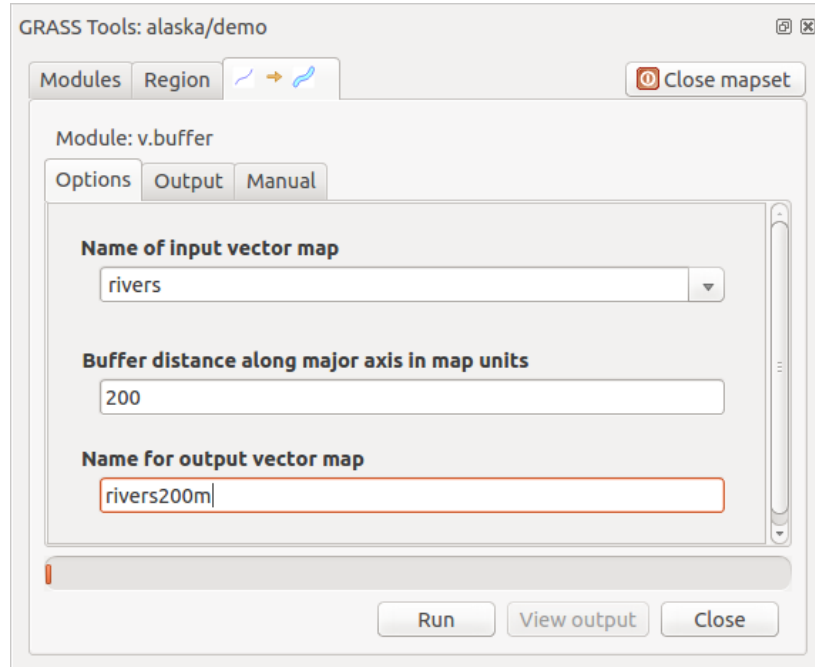 GRASS Tools: alaska/demo
Modules Region Close mapset
Module: v.buffer
Options Output Manual
Name of input vector map
rivers
Buffer distance along major axis in map units
200
Name for output vector map
rivers200m
Run View output Close